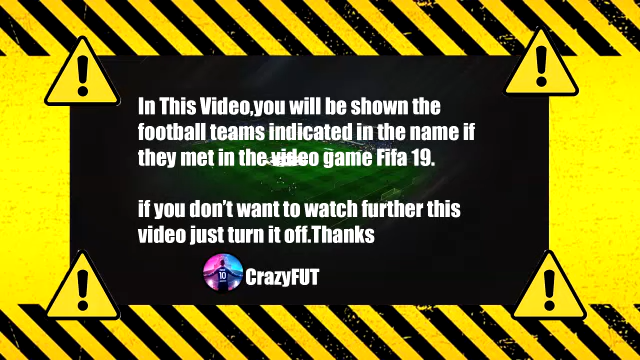 In This Video,you will be shown the
football teams indicated in the name if
they met in the video game Fifa 19.
if you don't want to watch further this
video just turn it off.Thanks
10
CrazyFUT